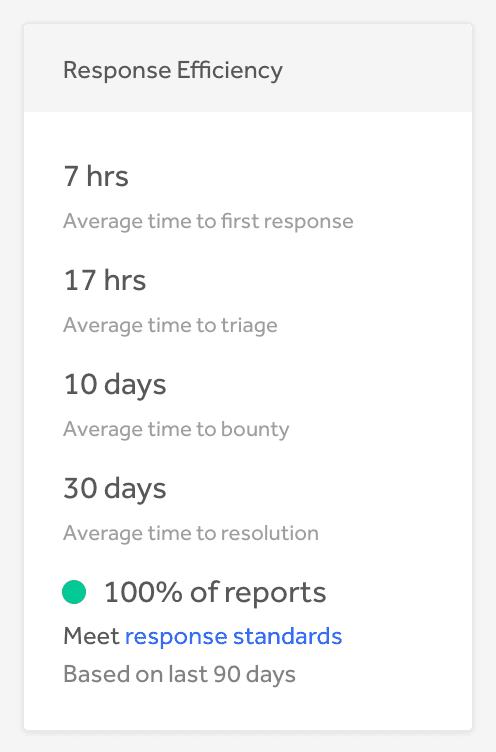 Response Efficiency
7 hrs
Average time to first response
17 hrs
Average time to triage
10 days
Average time to bounty
30 days
Average time to resolution
100% of reports
Meet response standards
Based on last 90 days